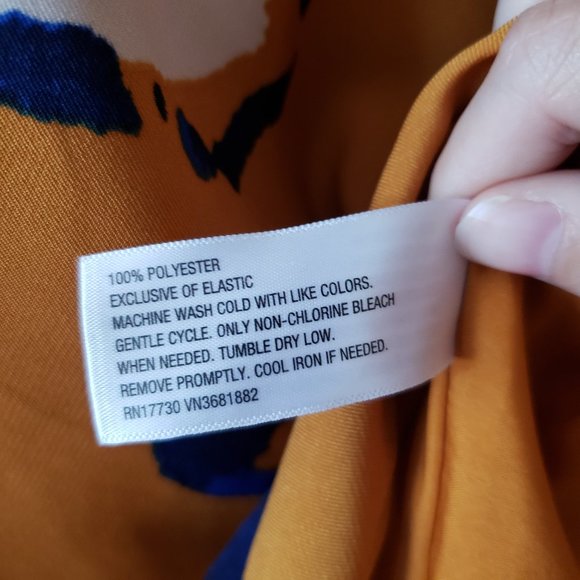 100% POLYESTER
EXCLUSIVE OF ELASTIC
MACHINE WASH COLD WITH LIKE COLORS.
GENTLE CYCLE. ONLY NON-CHLORINE BLEACH
WHEN NEEDED. TUMBLE DRY LOW.
REMOVE PROMPTLY. COOL IRON IF NEEDED.
RN17730 VN3681882